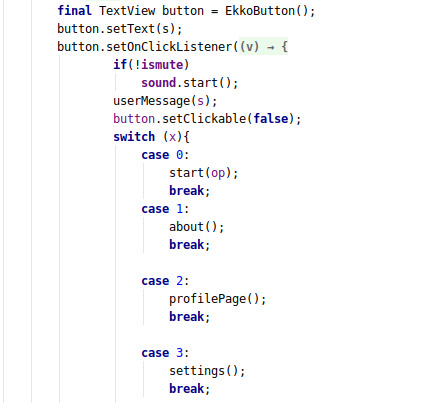 final TextView button = EkkoButton();
button.setText(s);
button.setOnClickListener((v) → {
if(!ismute)
sound.start();
userMessage(s);
button.setClickable(false);
switch (x){
case 0:
start(op);
break;
case 1:
about();
break;
case 2:
profilePage();
break;
case 3:
settings();
break;